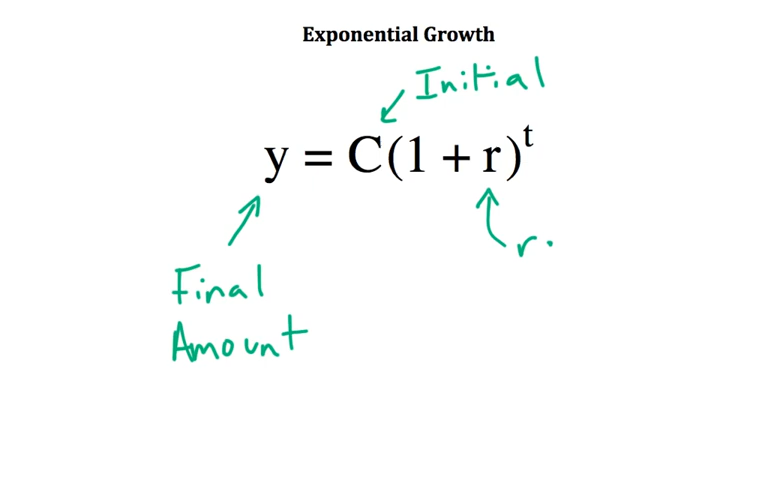 Exponential Growth
Initial
y = C(1 + r)^t
r.
Final
Amount